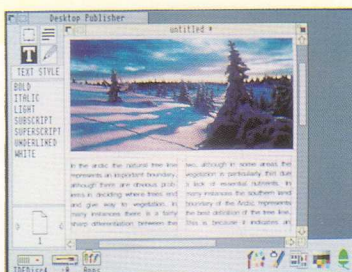 Desktop Publisher
untitled *
T
TEXT STYLE
BOLD
ITALIC
LIGHT
SUBSCRIPT
SUPERSCRIPT
UNDERLINED
WHITE
1
In the arctic the natural tree line
represents an important boundary,
although there are obvious prob-
lems in deciding where trees end
and give way to vegetation. In
many instances there is a fairly
sharp differentiation between the
two, although in some areas the
vegetation is particularly thin due
a lack of essential nutrients. In
many instances the southern limit
boundary of the Arctic represents
the best definition of the tree line.
This is because it indicates an
IDEDisc4
:0
Apps